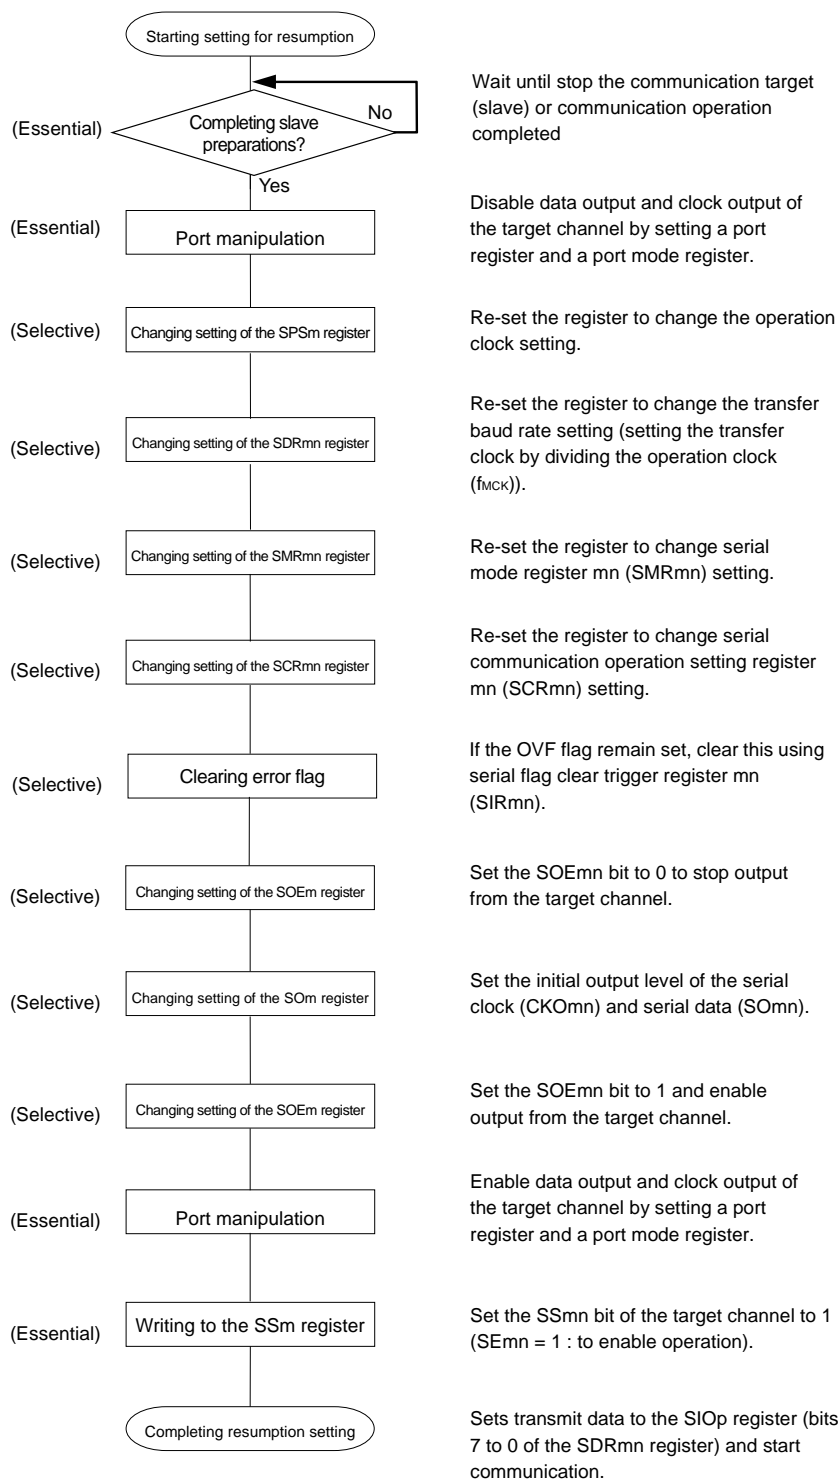 Starting setting for resumption
Wait until stop the communication target
(slave) or communication operation
completed
(Essential)
Completing slave
preparations?
No
Yes
Disable data output and clock output of
the target channel by setting a port
register and a port mode register.
(Essential)
Port manipulation
(Selective)
Changing setting of the SPSm register
Re-set the register to change the operation
clock setting.
(Selective)
Changing setting of the SDRmn register
Re-set the register to change the transfer
baud rate setting (setting the transfer
clock by dividing the operation clock
(fMCK)).
(Selective)
Changing setting of the SMRmn register
Re-set the register to change serial
mode register mn (SMRmn) setting.
(Selective)
Changing setting of the SCRmn register
Re-set the register to change serial
communication operation setting register
mn (SCRmn) setting.
(Selective)
Clearing error flag
If the OVF flag remain set, clear this using
serial flag clear trigger register mn
(SIRmn).
(Selective)
Changing setting of the SOEm register
Set the SOEmn bit to 0 to stop output
from the target channel.
(Selective)
Changing setting of the SOm register
Set the initial output level of the serial
clock (CKOmn) and serial data (SOmn).
(Selective)
Changing setting of the SOEm register
Set the SOEmn bit to 1 and enable
output from the target channel.
(Essential)
Port manipulation
Enable data output and clock output of
the target channel by setting a port
register and a port mode register.
(Essential)
Writing to the SSm register
Set the SSmn bit of the target channel to 1
(SEmn = 1 : to enable operation).
Completing resumption setting
Sets transmit data to the SIOp register (bits
7 to 0 of the SDRmn register) and start
communication.